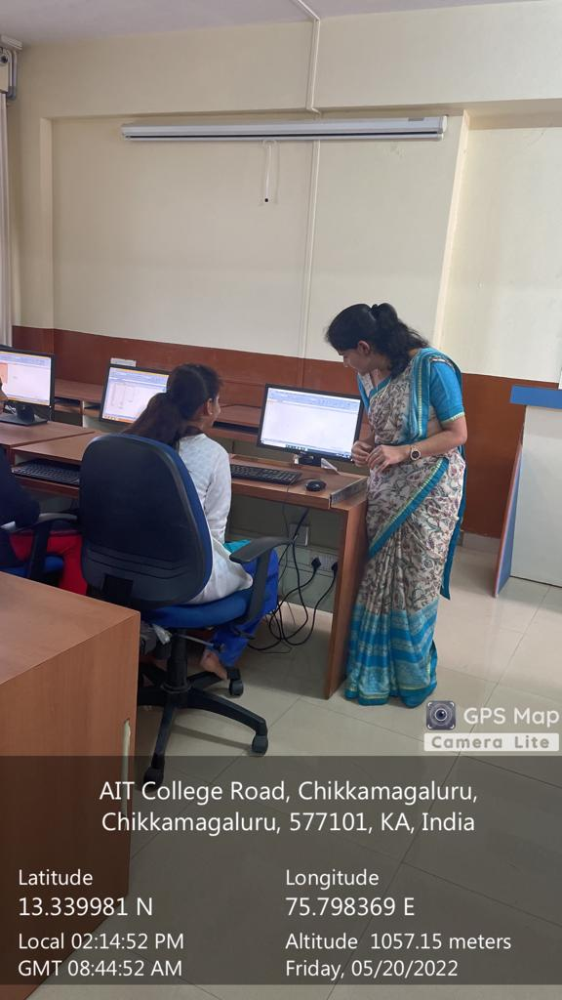 GPS Map
Camera Lite
AIT College Road, Chikkamagaluru,
Chikkamagaluru, 577101, KA, India
Latitude
13.339981 N
Longitude
75.798369 E
Local 02:14:52 PM
GMT 08:44:52 AM
Altitude 1057.15 meters
Friday, 05/20/2022